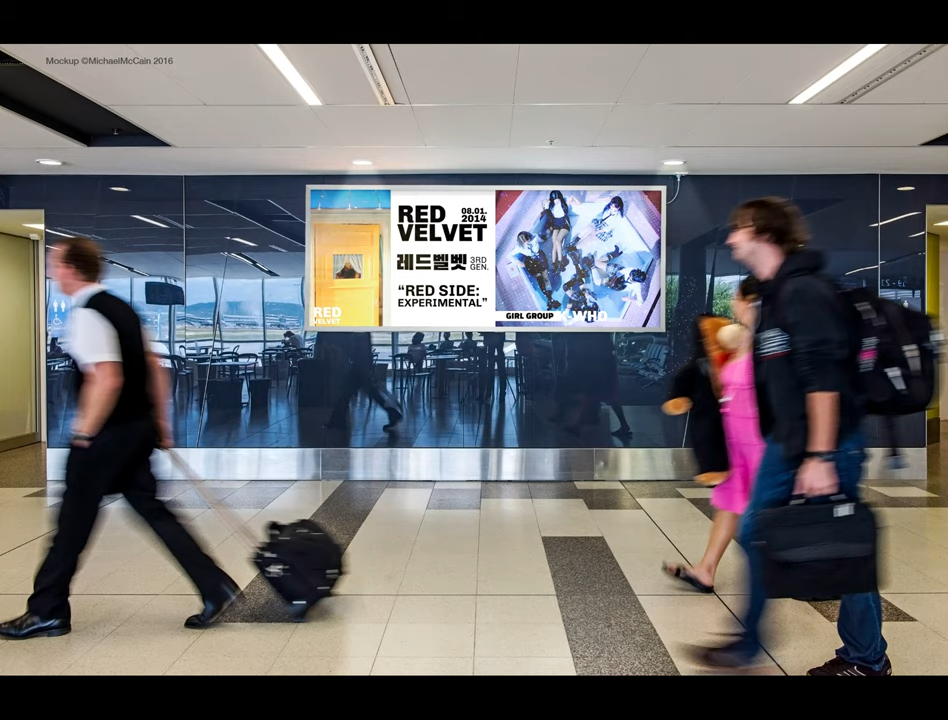 Mockup ©MichaelMcCain 2016
RED
VELVET
08.01.
2014
레드벨벳
3RD
GEN.
“RED SIDE:
EXPERIMENTAL”
RED
VELVET
GIRL GROUP
K-WHO